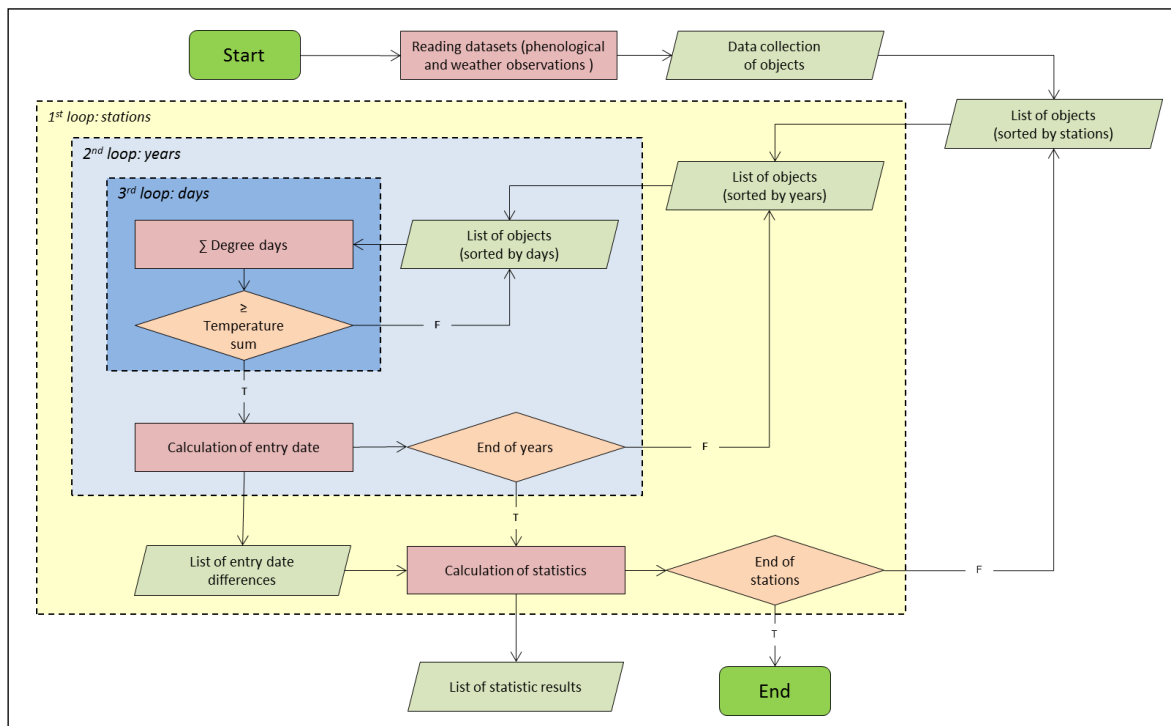 Start
Reading datasets (phenological
and weather observations )
Data collection
of objects
List of objects
(sorted by stations)
1st loop: stations
2nd loop: years
3rd loop: days
List of objects
(sorted by years)
∑ Degree days
List of objects
(sorted by days)
≥
Temperature
sum
F
T
Calculation of entry date
End of years
F
T
List of entry date
differences
Calculation of statistics
End of
stations
F
T
List of statistic results
End